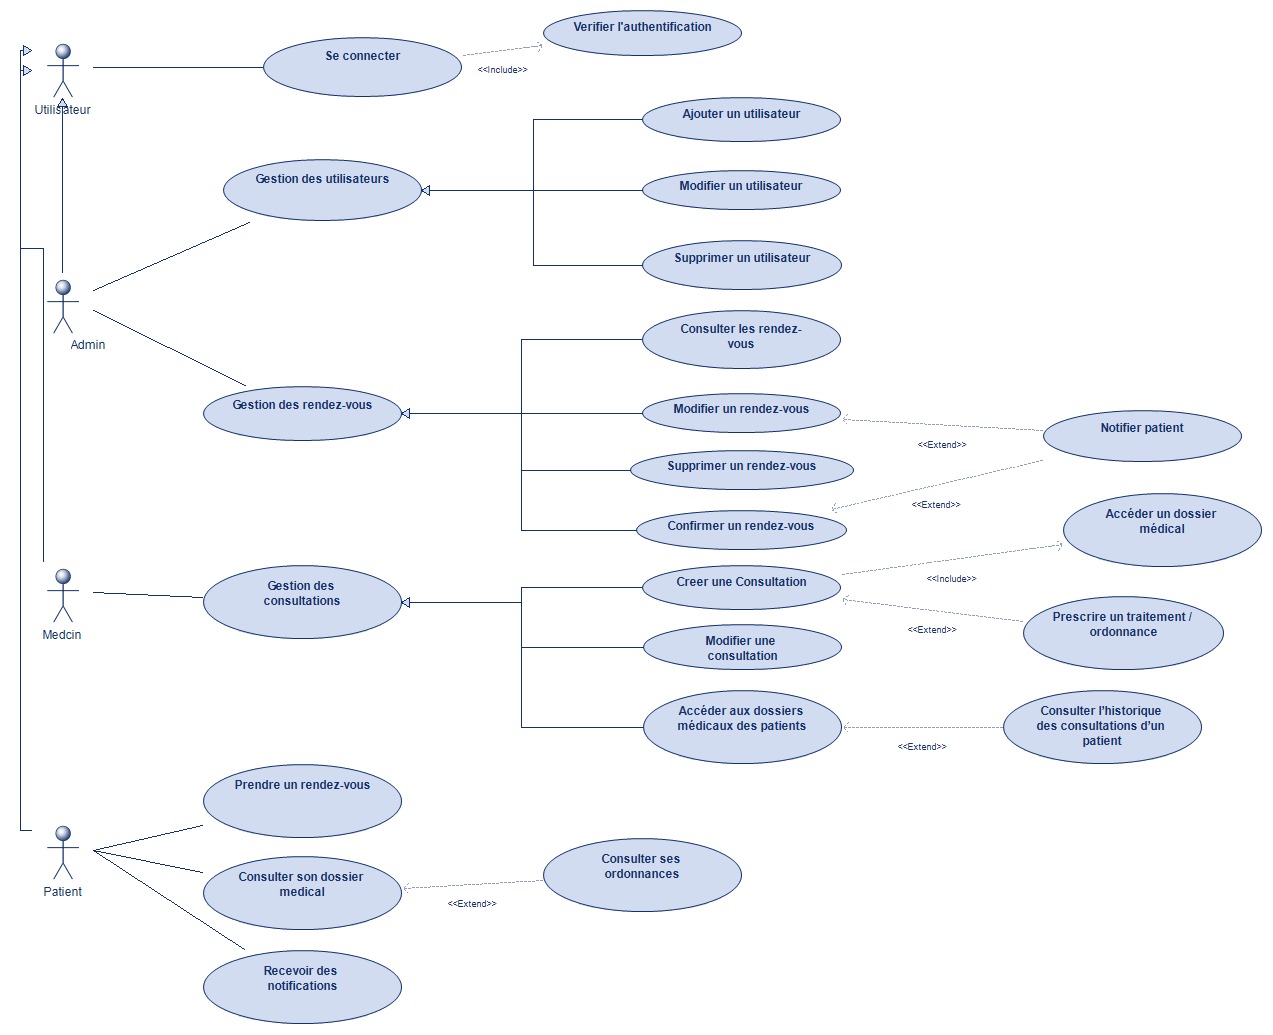 Verifier l'authentification
Se connecter
<<Include>>
Utilisateur
Ajouter un utilisateur
Gestion des utilisateurs
Modifier un utilisateur
Supprimer un utilisateur
Admin
Consulter les rendez-
vous
Gestion des rendez-vous
Modifier un rendez-vous
Notifier patient
<<Extend>>
Supprimer un rendez-vous
<<Extend>>
Accéder un dossier
médical
Confirmer un rendez-vous
Medcin
Gestion des
consultations
Creer une Consultation
<<Include>>
Prescrire un traitement /
ordonnance
<<Extend>>
Modifier une
consultation
Accéder aux dossiers
médicaux des patients
Consulter l’historique
des consultations d’un
patient
<<Extend>>
Prendre un rendez-vous
Patient
Consulter son dossier
medical
Consulter ses
ordonnances
<<Extend>>
Recevoir des
notifications